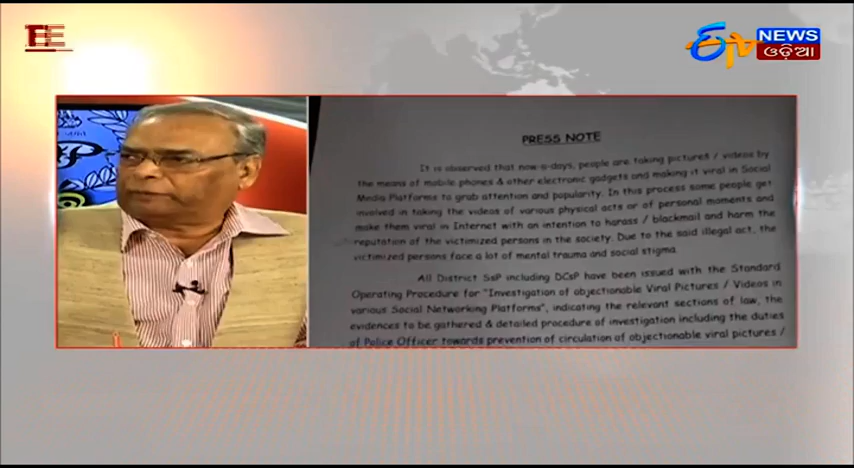 NEWS
ଓଡ଼ିଆ
PRESS NOTE
It is observed that now-a-days, people are taking pictures / videos by
the means of mobile phones & other electronic gadgets and making it viral in Social
Media Platforms to grab attention and popularity. In this process some people get
involved in taking the videos of various physical acts or of personal moments and
make them viral in Internet with an intention to harass / blackmail and harm the
reputation of the victimized persons in the society. Due to the said illegal act, the
victimized persons face a lot of mental trauma and social stigma.
All District SsP including DCsP have been issued with the Standard
Operating Procedure for "Investigation of objectionable Viral Pictures / Videos in
various Social Networking Platforms", indicating the relevant sections of law, the
evidences to be gathered & detailed procedure of investigation including the duties
of Police Officer towards prevention of circulation of objectionable viral pictures /